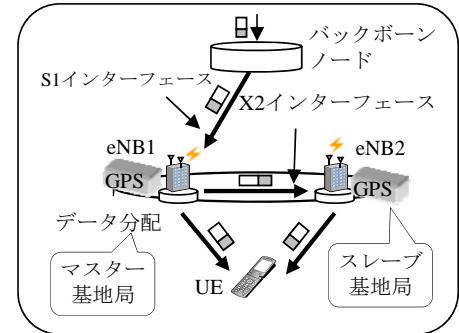 バックボーン
ノード
S1インターフェース
X2インターフェース
eNB1
eNB2
GPS
GPS
データ分配
マスター
基地局
UE
スレーブ
基地局